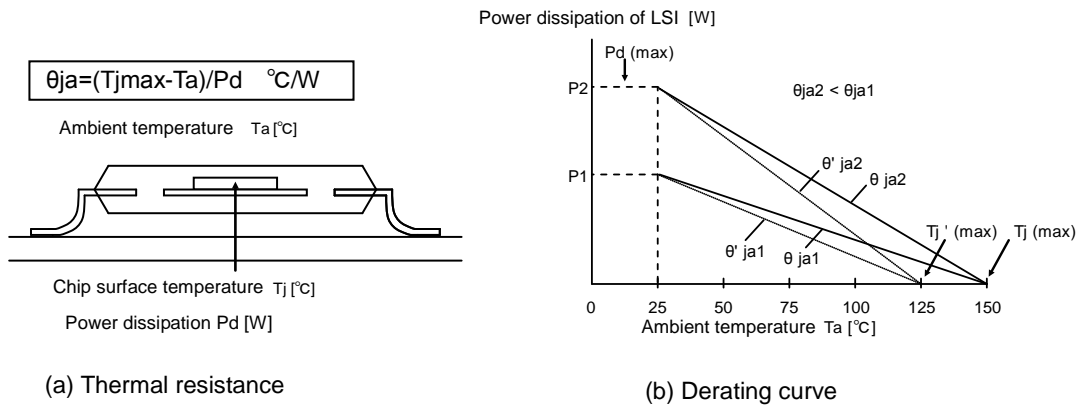 θja=(Tjmax-Ta)/Pd ℃/W
Ambient temperature Ta [℃]
Chip surface temperature Tj [℃]
Power dissipation Pd [W]
(a) Thermal resistance
Power dissipation of LSI [W]
Pd (max)
P2
θja2 < θja1
P1
θ' ja2
θ ja2
θ' ja1
θ ja1
Tj ' (max)
Tj (max)
0 25 50 75 100 125 150
Ambient temperature Ta [℃]
(b) Derating curve